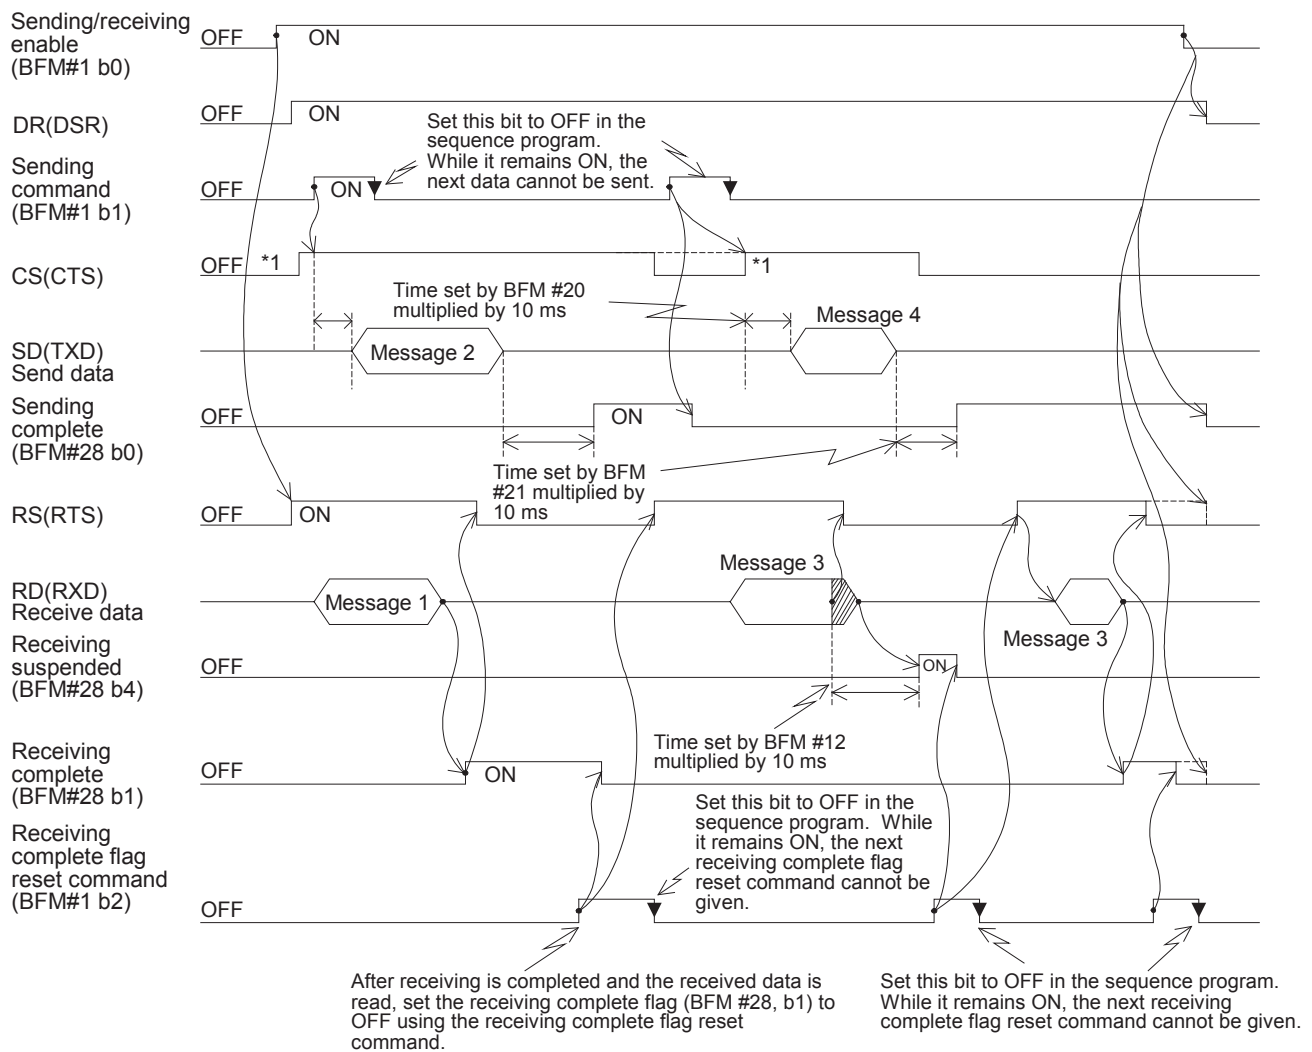 Sending/receiving
enable
(BFM#1 b0)
OFF
ON
DR(DSR)
OFF
ON
Set this bit to OFF in the
sequence program.
While it remains ON, the
next data cannot be sent.
Sending
command
(BFM#1 b1)
OFF
ON
CS(CTS)
OFF
*1
*1
Time set by BFM #20
multiplied by 10 ms
SD(TXD)
Send data
Message 2
Message 4
Sending
complete
(BFM#28 b0)
OFF
ON
Time set by BFM
#21 multiplied by
10 ms
RS(RTS)
OFF
ON
RD(RXD)
Receive data
Message 1
Message 3
Message 3
Receiving
suspended
(BFM#28 b4)
OFF
ON
Time set by BFM #12
multiplied by 10 ms
Receiving
complete
(BFM#28 b1)
OFF
ON
Set this bit to OFF in the
sequence program. While
it remains ON, the next
receiving complete flag
reset command cannot be
given.
Receiving
complete flag
reset command
(BFM#1 b2)
OFF
After receiving is completed and the received data is
read, set the receiving complete flag (BFM #28, b1) to
OFF using the receiving complete flag reset
command.
Set this bit to OFF in the sequence program.
While it remains ON, the next receiving
complete flag reset command cannot be given.